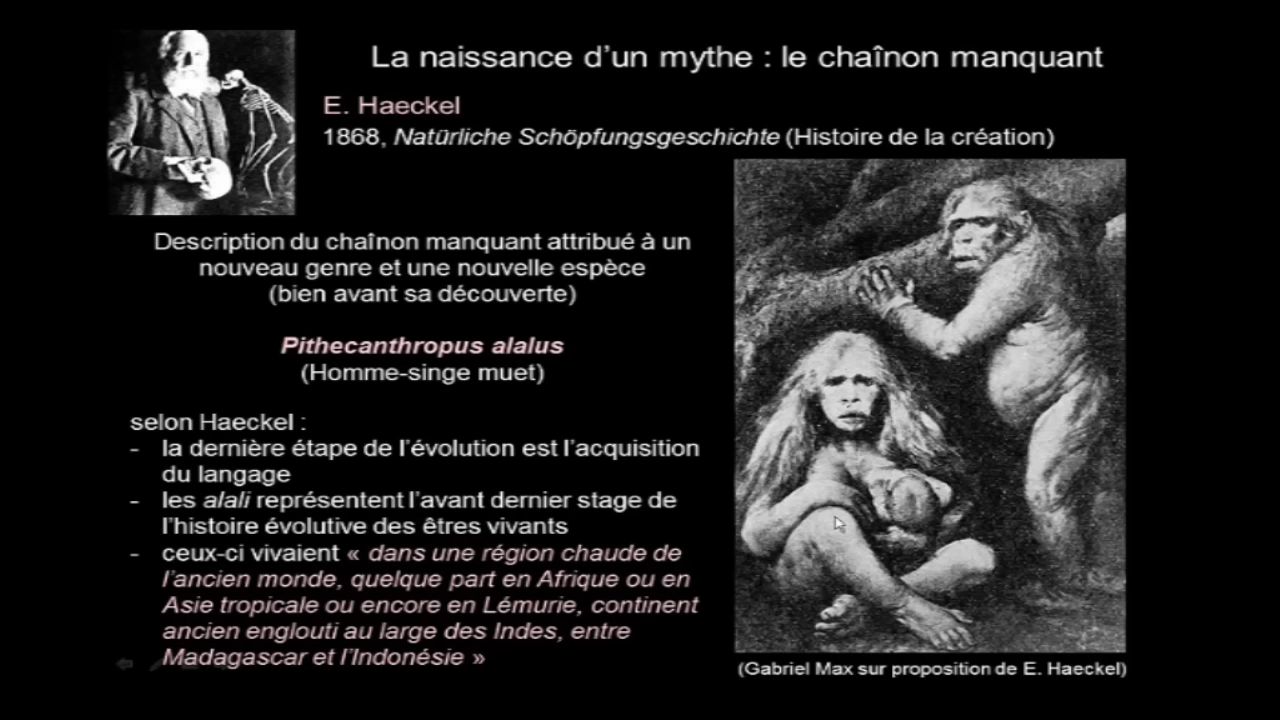 La naissance d’un mythe : le chaînon manquant
E. Haeckel
1868, Natürliche Schöpfungsgeschichte (Histoire de la création)
Description du chaînon manquant attribué à un
nouveau genre et une nouvelle espèce
(bien avant sa découverte)
Pithecanthropus alalus
(Homme-singe muet)
selon Haeckel :
- la dernière étape de l’évolution est l’acquisition
du langage
- les alali représentent l’avant dernier stage de
l’histoire évolutive des êtres vivants
- ceux-ci vivaient « dans une région chaude de
l’ancien monde, quelque part en Afrique ou en
Asie tropicale ou encore en Lémurie, continent
ancien englouti au large des Indes, entre
Madagascar et l’Indonésie »
(Gabriel Max sur proposition de E. Haeckel)